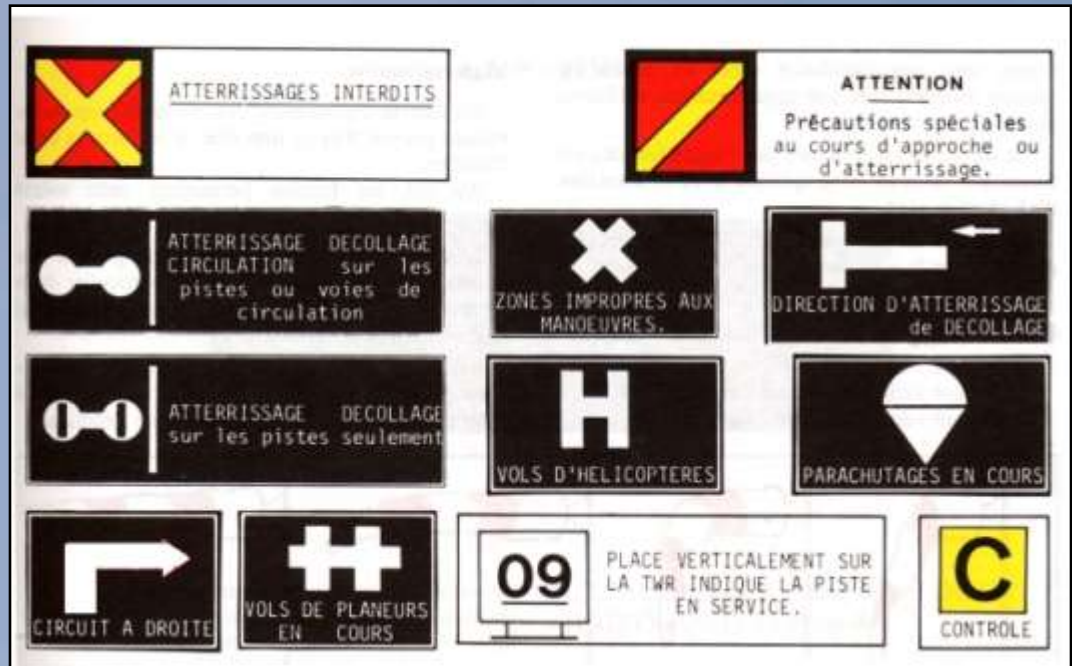 ATTERRISSAGES INTERDITS
ATTENTION
Précautions spéciales
au cours d'approche ou
d'atterrissage.
ATTERRISSAGE DECOLLAGE
CIRCULATION sur les
pistes ou voies de
circulation
ZONES IMPROPRES AUX
MANOEUVRES.
DIRECTION D'ATTERRISSAGE
de DECOLLAGE
ATTERRISSAGE DECOLLAGE
sur les pistes seulement
H
VOLS D'HELICOPTERES
PARACHUTAGES EN COURS
CIRCUIT A DROITE
VOLS DE PLANEURS
EN COURS
09
PLACE VERTICALEMENT SUR
LA TWR INDIQUE LA PISTE
EN SERVICE.
C
CONTROLE